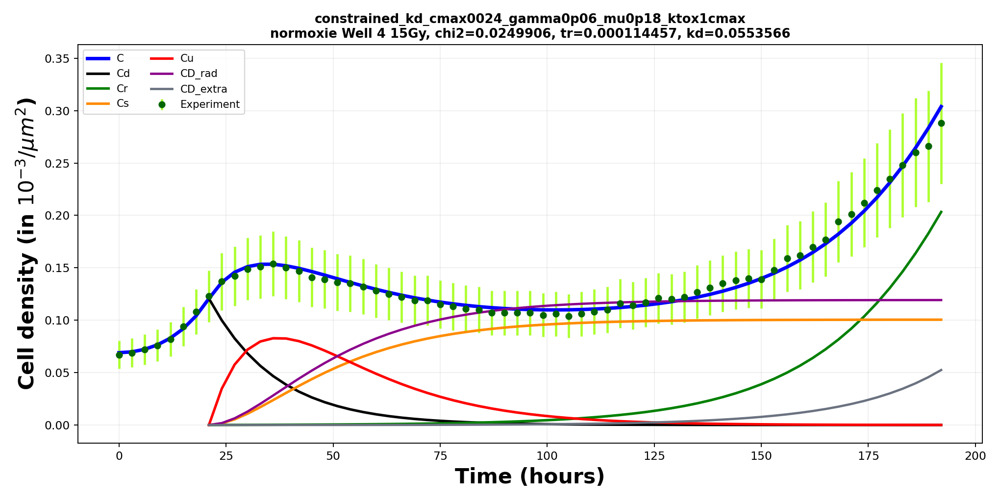 constrained_kd_cmax0024_gamma0p06_mu0p18_ktox1cmax
normoxie Well 4 15Gy, chi2=0.0249906, tr=0.000114457, kd=0.0553566
C
Cd
Cr
Cs
Cu
CD_rad
CD_extra
Experiment
Cell density (in 10⁻³/μm²)
0.35
0.30
0.25
0.20
0.15
0.10
0.05
0.00
0 25 50 75 100 125 150 175 200
Time (hours)